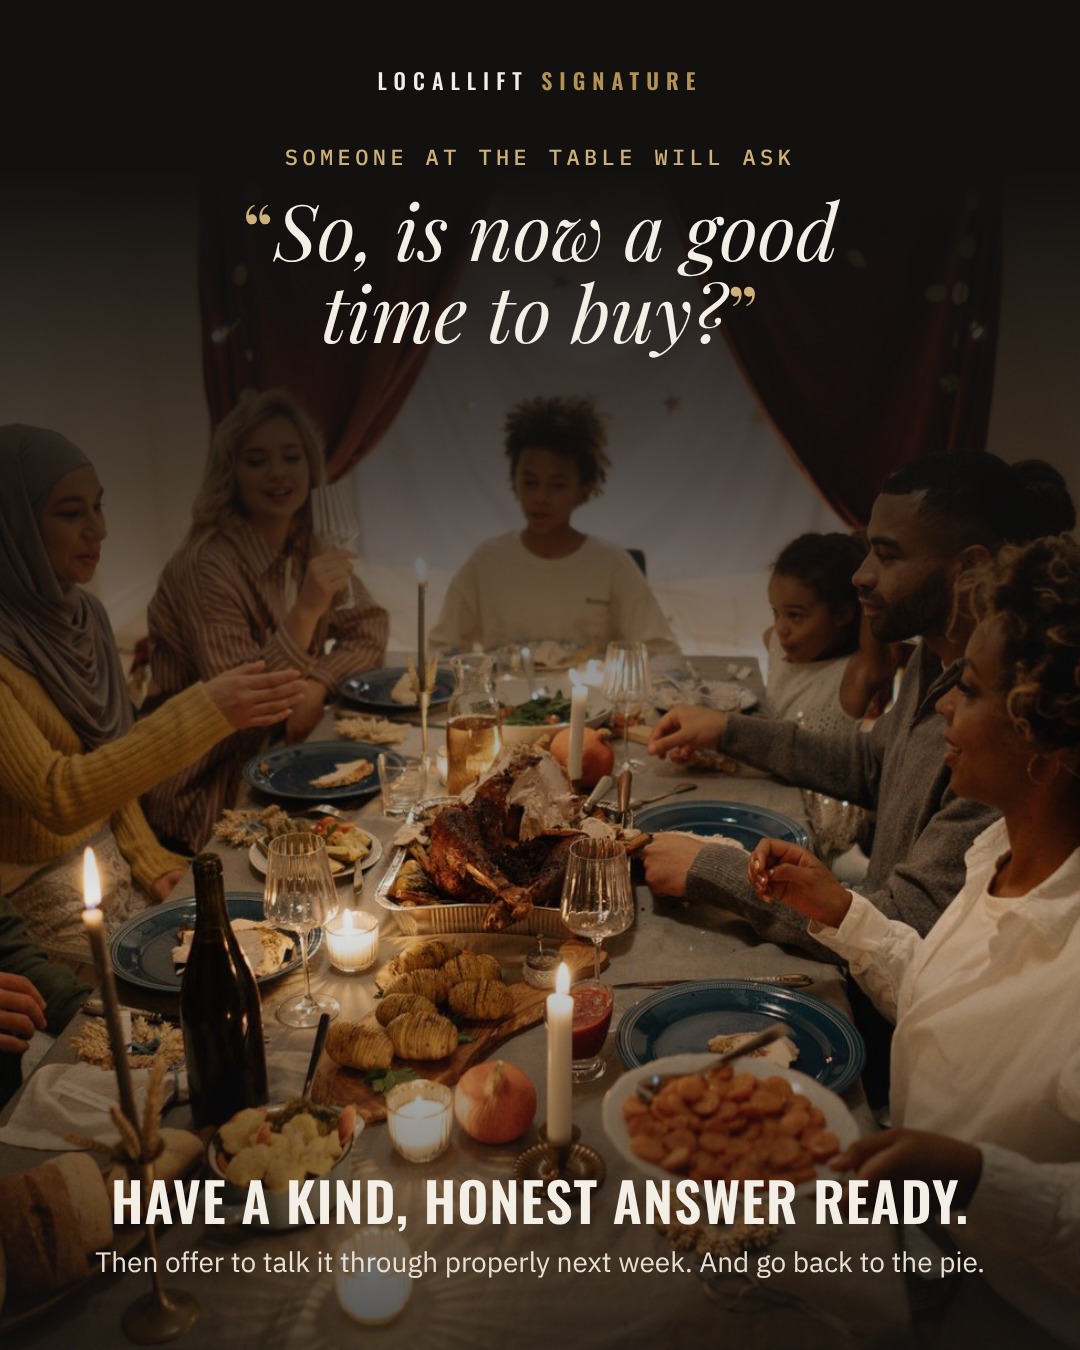 LOCALLIFT SIGNATURE
SOMEONE AT THE TABLE WILL ASK
“So, is now a good
time to buy?”
HAVE A KIND, HONEST ANSWER READY.
Then offer to talk it through properly next week. And go back to the pie.